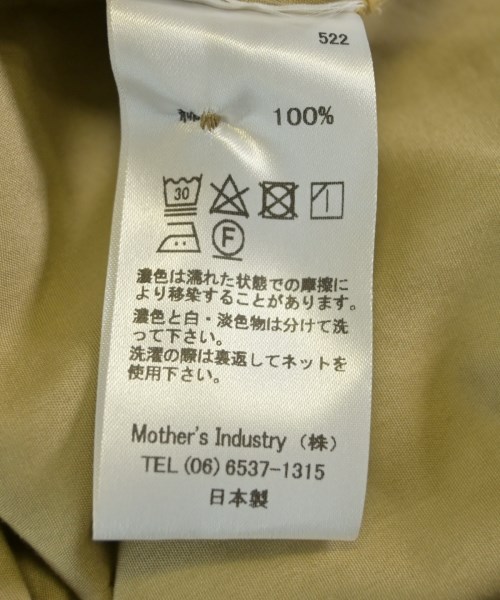 522
100%
30
F
濃色は濡れた状態での摩擦に
より移染することがあります。
濃色と白・淡色物は分けて洗
って下さい。
洗濯の際は裏返してネットを
使用下さい。
Mother's Industry (株)
TEL (06) 6537-1315
日本製